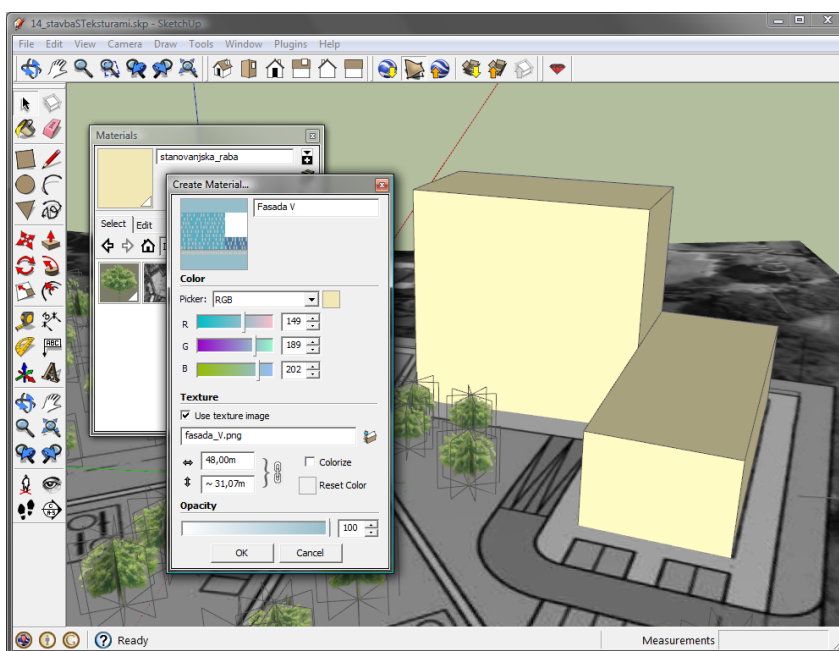 14_stavbaSTeksturami.skp - SketchUp
File Edit View Camera Draw Tools Window Plugins Help
Materials
stanovanjska_raba
Select Edit
Create Material...
Fasada V
Color
Picker: RGB
R 149
G 189
B 202
Texture
Use texture image
fasada_V.png
48,00m
Colorize
~ 31,07m
Reset Color
Opacity
100
OK Cancel
ABC
Ready
Measurements